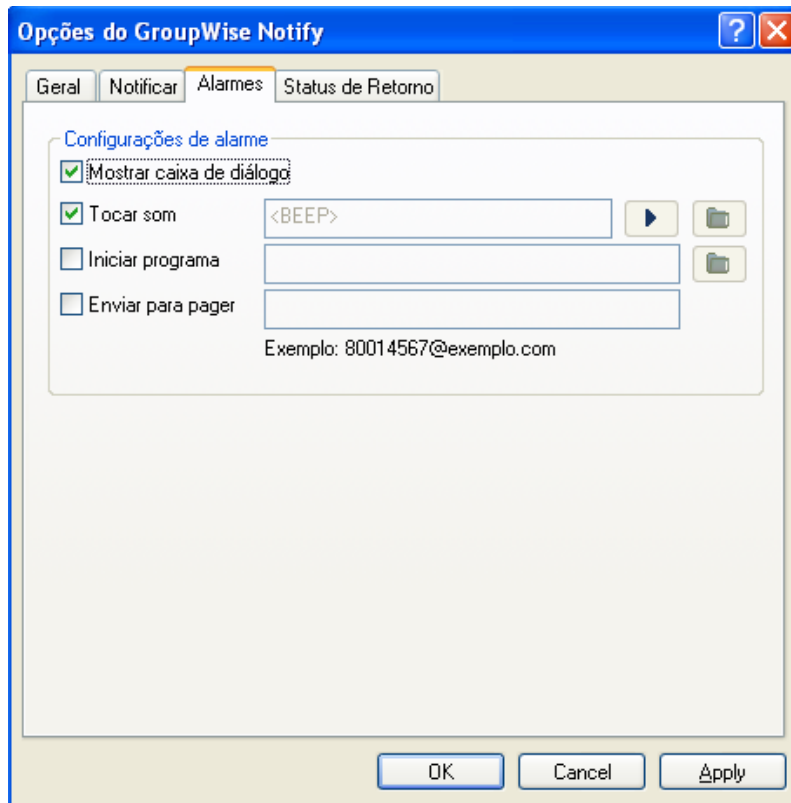 Opções do GroupWise Notify
Geral Notificar Alarmes Status de Retorno
Configurações de alarme
Mostrar caixa de diálogo
Tocar som <BEEP>
Iniciar programa
Enviar para pager
Exemplo: 80014567@exemplo.com
OK Cancel Apply